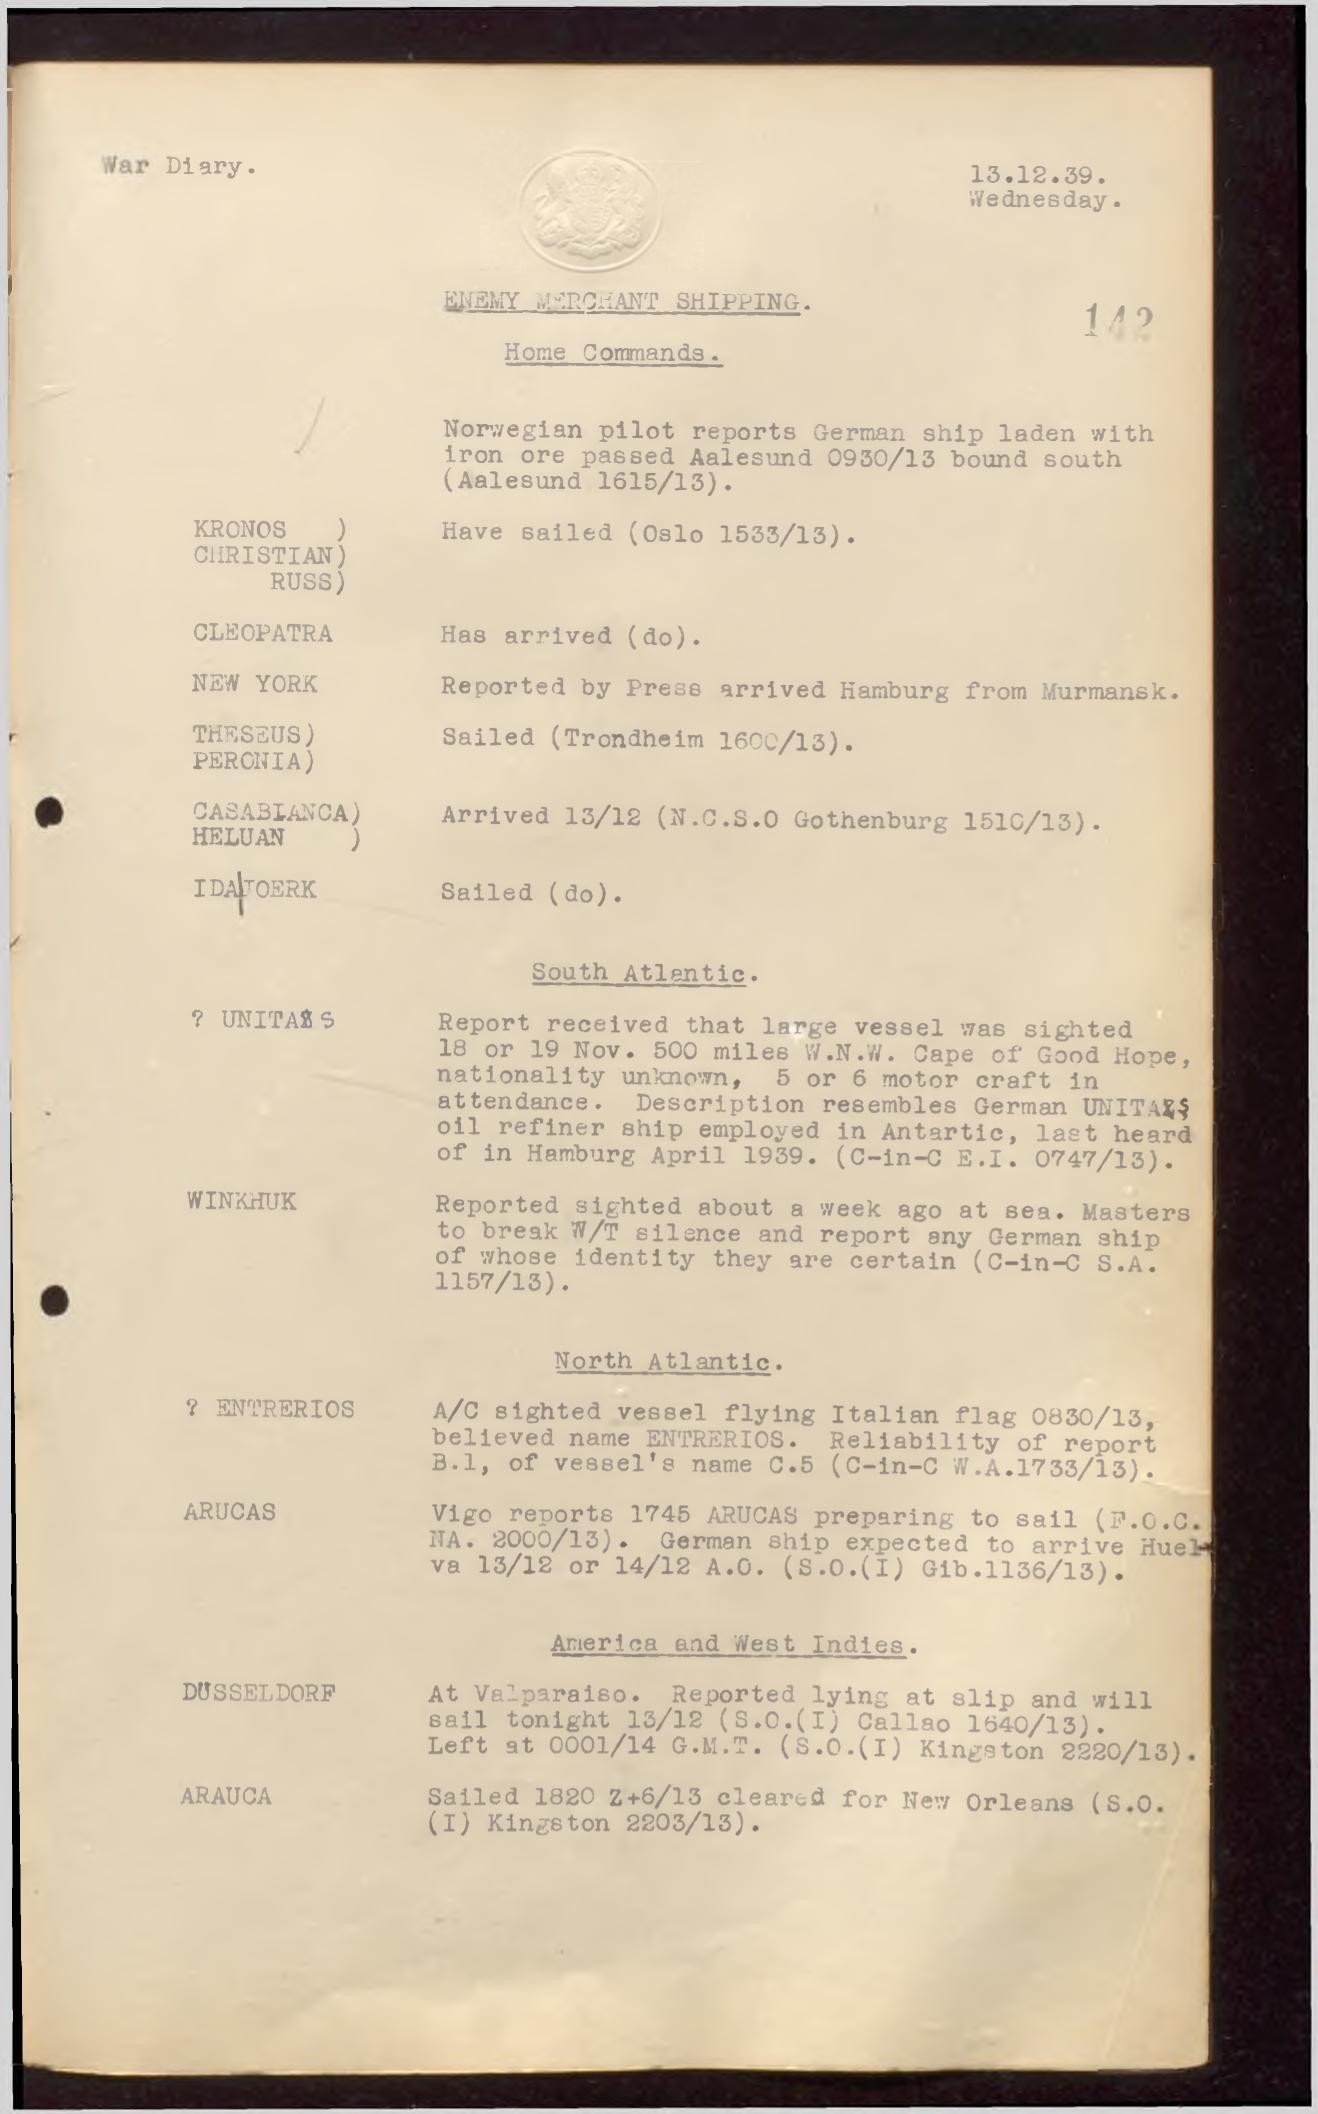 War Diary.
13.12.39.
Wednesday.
ENEMY MERCHANT SHIPPING.
142
Home Commands.
Norwegian pilot reports German ship laden with
iron ore passed Aalesund 0930/13 bound south
(Aalesund 1615/13).
KRONOS )
CHRISTIAN)
RUSS)
Have sailed (Oslo 1533/13).
CLEOPATRA Has arrived (do).
NEW YORK Reported by Press arrived Hamburg from Murmansk.
THESEUS)
PERONIA)
Sailed (Trondheim 1600/13).
CASABIANCA)
HELUAN )
Arrived 13/12 (N.C.S.O Gothenburg 1510/13).
IDA TOERK Sailed (do).
South Atlantic.
? UNITAS Report received that large vessel was sighted
18 or 19 Nov. 500 miles W.N.W. Cape of Good Hope,
nationality unknown, 5 or 6 motor craft in
attendance. Description resembles German UNITAS
oil refiner ship employed in Antartic, last heard
of in Hamburg April 1939. (C-in-C E.I. 0747/13).
WINKHUK Reported sighted about a week ago at sea. Masters
to break W/T silence and report any German ship
of whose identity they are certain (C-in-C S.A.
1157/13).
North Atlantic.
? ENTRERIOS A/C sighted vessel flying Italian flag 0830/13,
believed name ENTRERIOS. Reliability of report
B.1, of vessel's name C.5 (C-in-C W.A.1733/13).
ARUCAS Vigo reports 1745 ARUCAS preparing to sail (F.O.C.
NA. 2000/13). German ship expected to arrive Huel-
va 13/12 or 14/12 A.O. (S.O.(I) Gib.1136/13).
America and West Indies.
DUSSELDORF At Valparaiso. Reported lying at slip and will
sail tonight 13/12 (S.O.(I) Callao 1640/13).
Left at 0001/14 G.M.T. (S.O.(I) Kingston 2220/13).
ARAUCA Sailed 1820 Z+6/13 cleared for New Orleans (S.O.
(I) Kingston 2203/13).